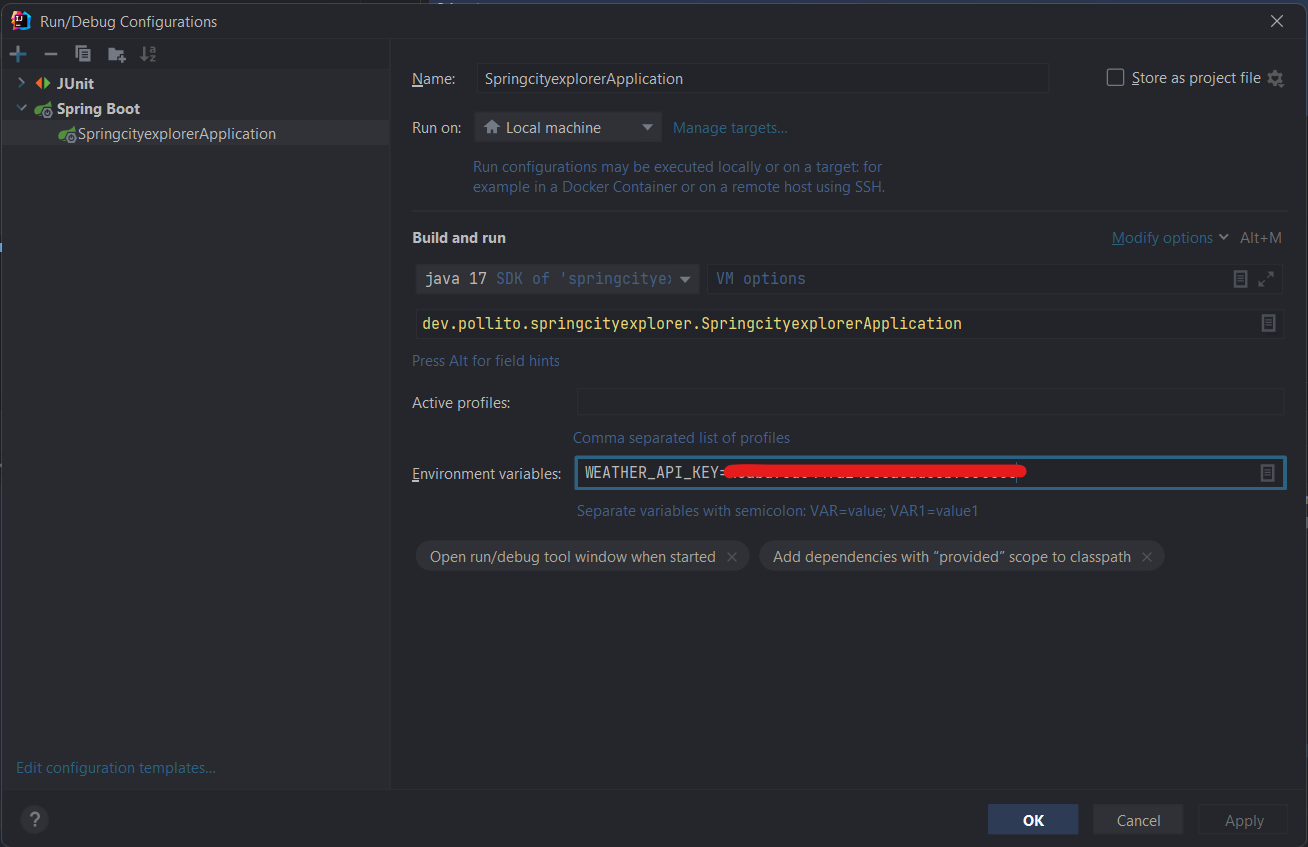 Run/Debug Configurations
JUnit
Spring Boot
SpringcityexplorerApplication
Edit configuration templates...
Name: SpringcityexplorerApplication
Store as project file
Run on: Local machine Manage targets...
Run configurations may be executed locally or on a target: for
example in a Docker Container or on a remote host using SSH.
Build and run
Modify options Alt+M
java 17 SDK of 'springcitye
VM options
dev.pollito.springcityexplorer.SpringcityexplorerApplication
Press Alt for field hints
Active profiles:
Comma separated list of profiles
Environment variables: WEATHER_API_KEY=
Separate variables with semicolon: VAR=value; VAR1=value1
Open run/debug tool window when started
Add dependencies with “provided” scope to classpath
?
OK Cancel Apply